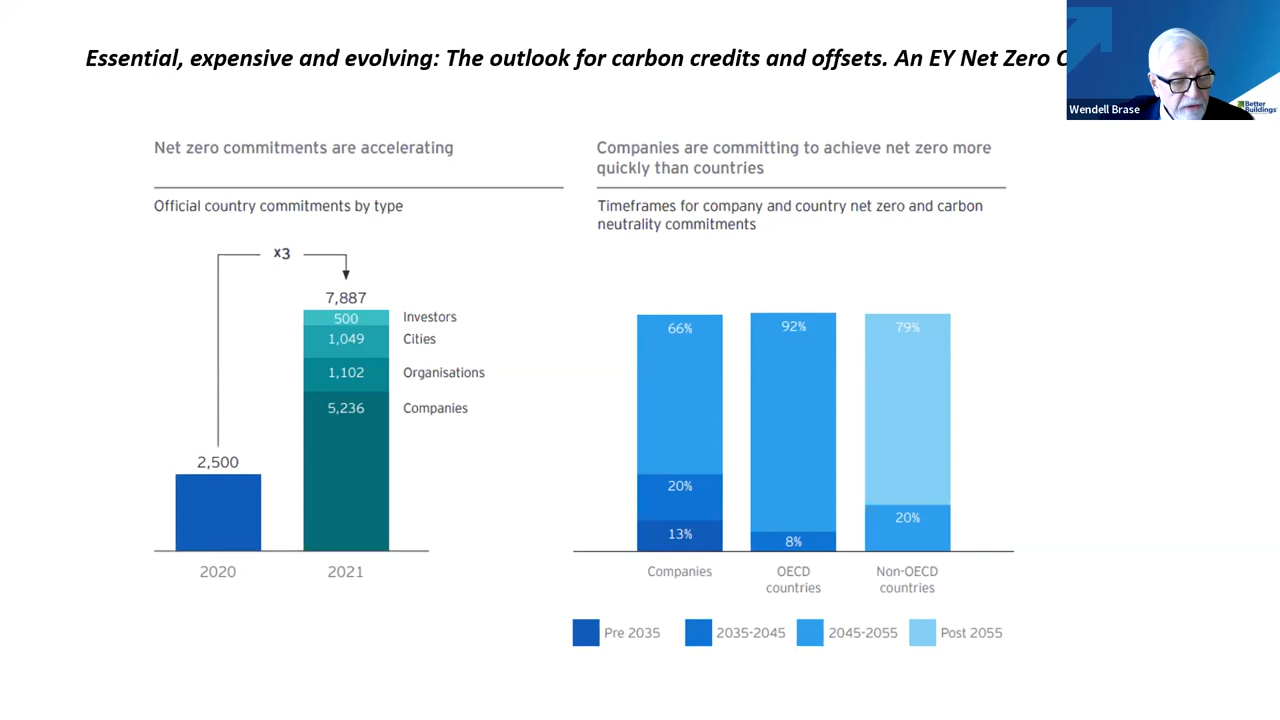 Essential, expensive and evolving: The outlook for carbon credits and offsets. An EY Net Zero
Wendell Brase
Better
Buildings
Net zero commitments are accelerating
Official country commitments by type
x3
7,887
500 Investors
1,049 Cities
1,102 Organisations
5,236 Companies
2,500
2020 2021
Companies are committing to achieve net zero more
quickly than countries
Timeframes for company and country net zero and carbon
neutrality commitments
66% 92% 79%
20%
13%
8%
20%
Companies
OECD
countries
Non-OECD
countries
Pre 2035 2035-2045 2045-2055 Post 2055